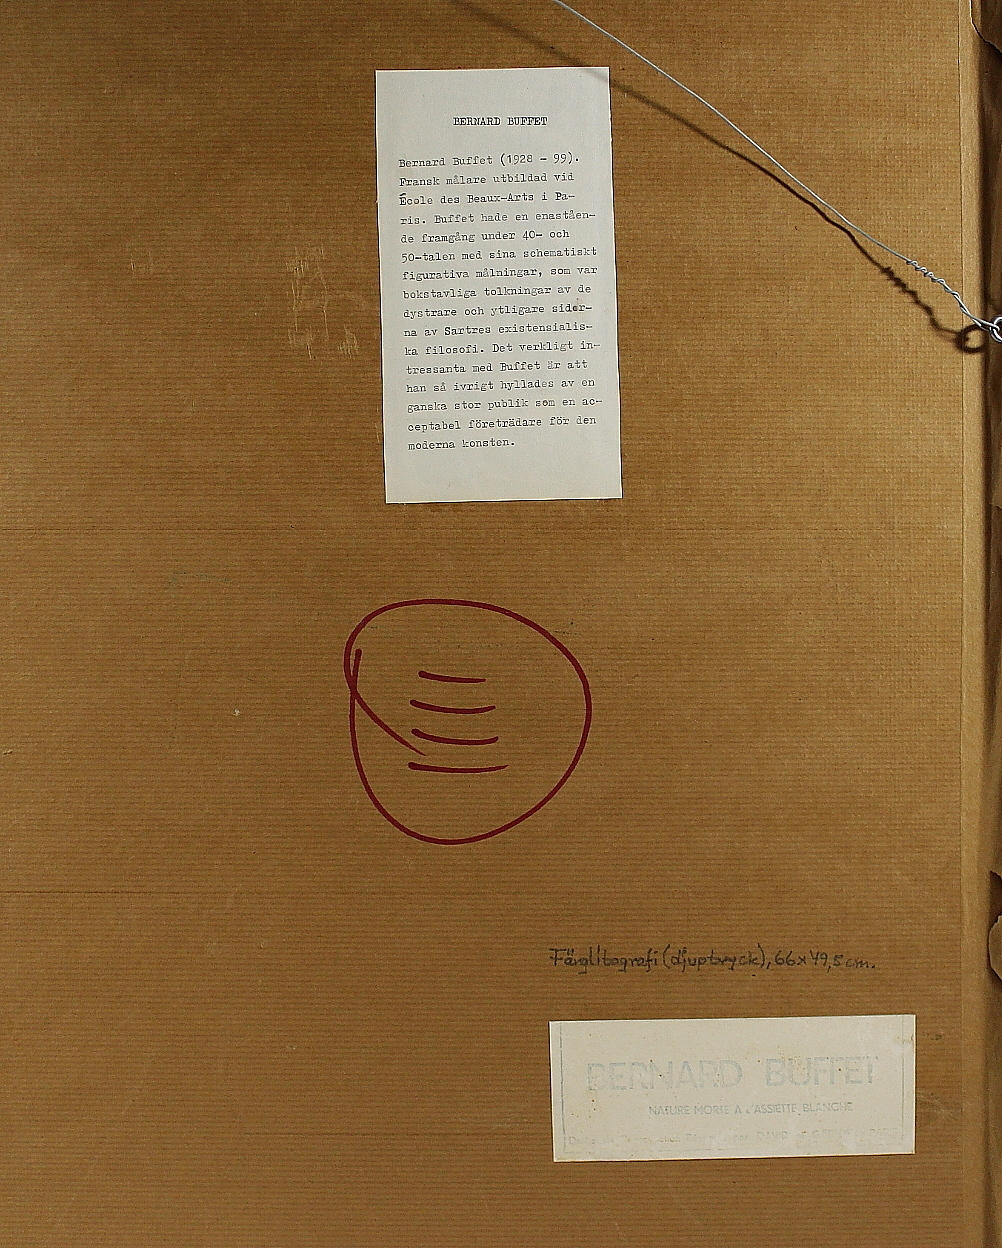 BERNARD BUFFET
Bernard Buffet (1928 - 99).
Fransk målare utbildad vid
École des Beaux-Arts i Pa-
ris. Buffet hade en enaståen-
de framgång under 40- och
50-talen med sina schematiskt
figurativa målningar, som var
bokstavliga tolkningar av de
dystrare och ytligare sidor-
na av Sartres existensialis-
ka filosofi. Det verkligt in-
tressanta med Buffet är att
han så ivrigt hyllades av en
ganska stor publik som en ac-
ceptabel företrädare för den
moderna konsten.
Färglitografi (djuptryck), 66x49,5 cm.
BERNARD BUFFET
NATURE MORTE A L'ASSIETTE BLANCHE